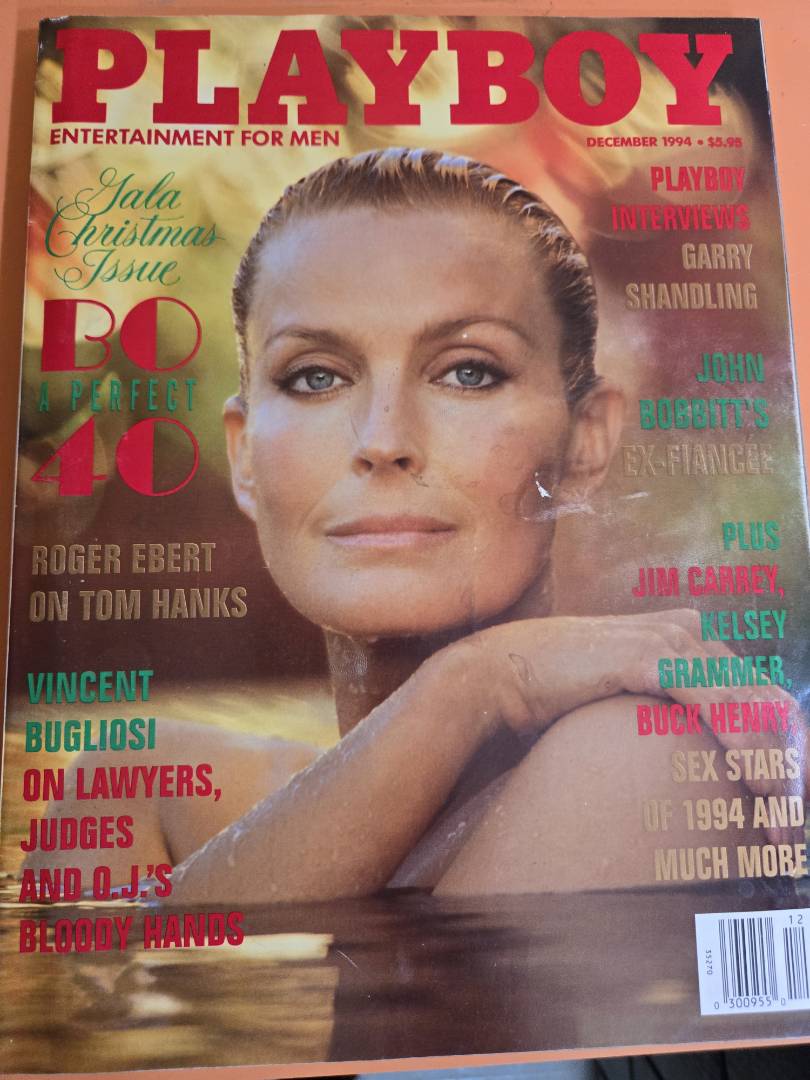 PLAYBOY
ENTERTAINMENT FOR MEN
DECEMBER 1994 • $5.95
Gala
Christmas
Issue
BO
A PERFECT
40
ROGER EBERT
ON TOM HANKS
VINCENT
BUGLIOSI
ON LAWYERS,
JUDGES
AND O.J.'S
BLOODY HANDS
PLAYBOY
INTERVIEWS
GARRY
SHANDLING
JOHN
BOBBITT'S
EX-FIANCÉE
PLUS
JIM CARREY,
KELSEY
GRAMMER,
BUCK HENRY,
SEX STARS
OF 1994 AND
MUCH MORE
12
35270
0 300955 0